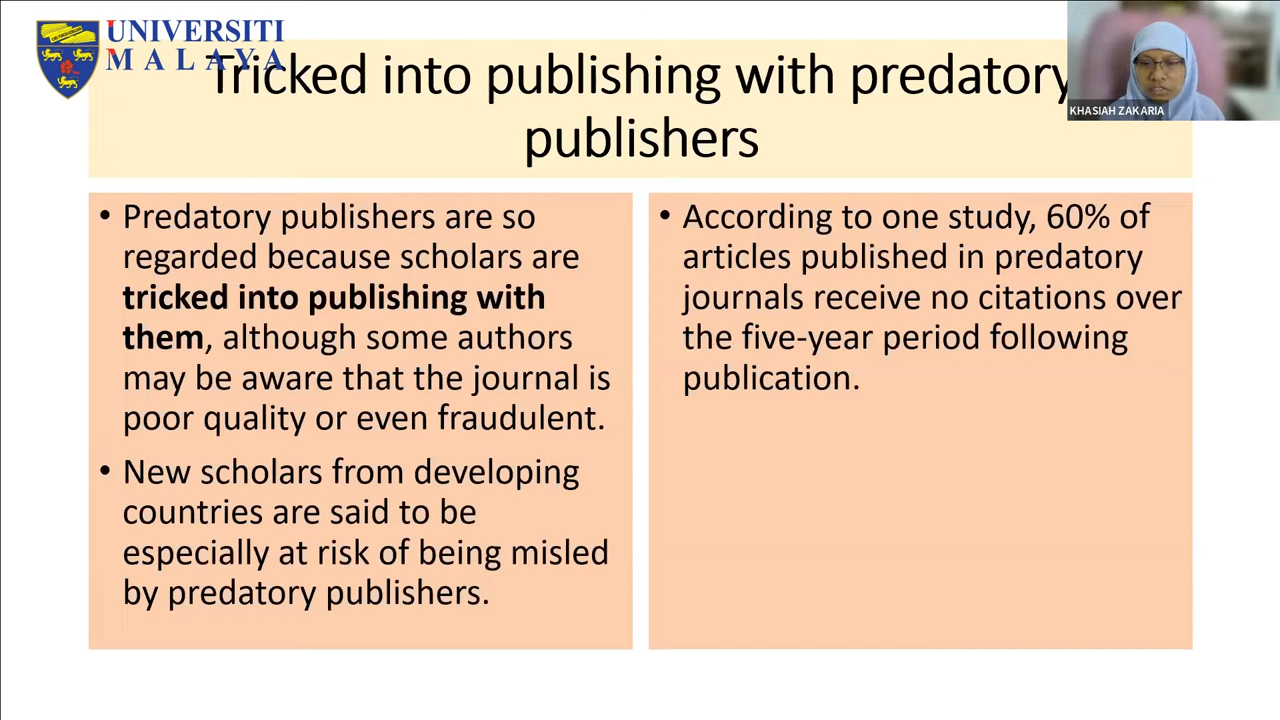 UNIVERSITI
MALAYA
Tricked into publishing with predatory
publishers
KHASIAH ZAKARIA
• Predatory publishers are so
regarded because scholars are
tricked into publishing with
them, although some authors
may be aware that the journal is
poor quality or even fraudulent.
• New scholars from developing
countries are said to be
especially at risk of being misled
by predatory publishers.
• According to one study, 60% of
articles published in predatory
journals receive no citations over
the five-year period following
publication.